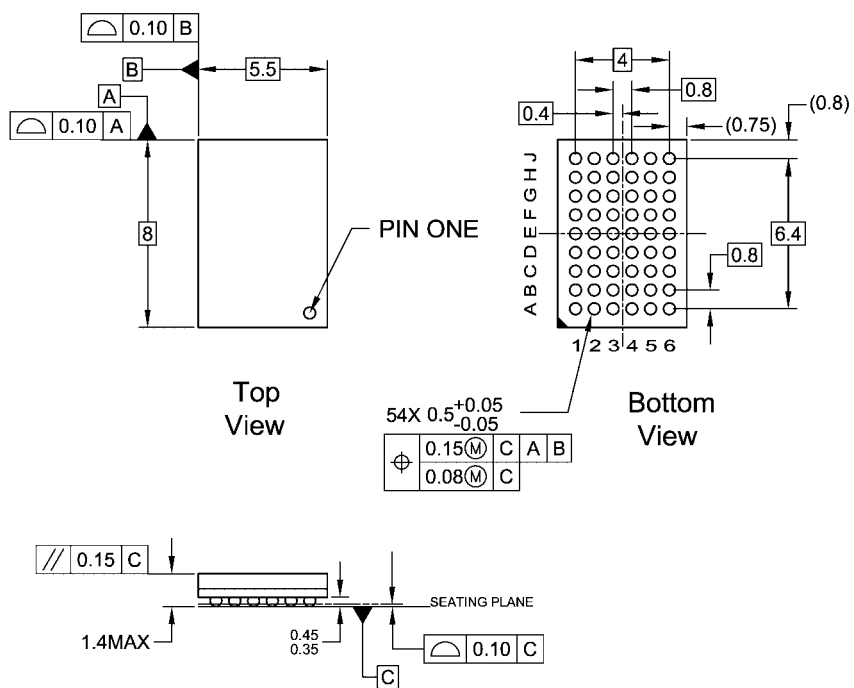 0.10 B
B
5.5
A
0.10 A
8
PIN ONE
Top
View
4
0.8
0.4
(0.75)
(0.8)
J
H
G
F
E
D
C
B
A
6.4
0.8
1 2 3 4 5 6
54X 0.5 +0.05
-0.05
⌖ 0.15Ⓜ C A B
0.08Ⓜ C
Bottom
View
// 0.15 C
1.4MAX
0.45
0.35
SEATING PLANE
0.10 C
C